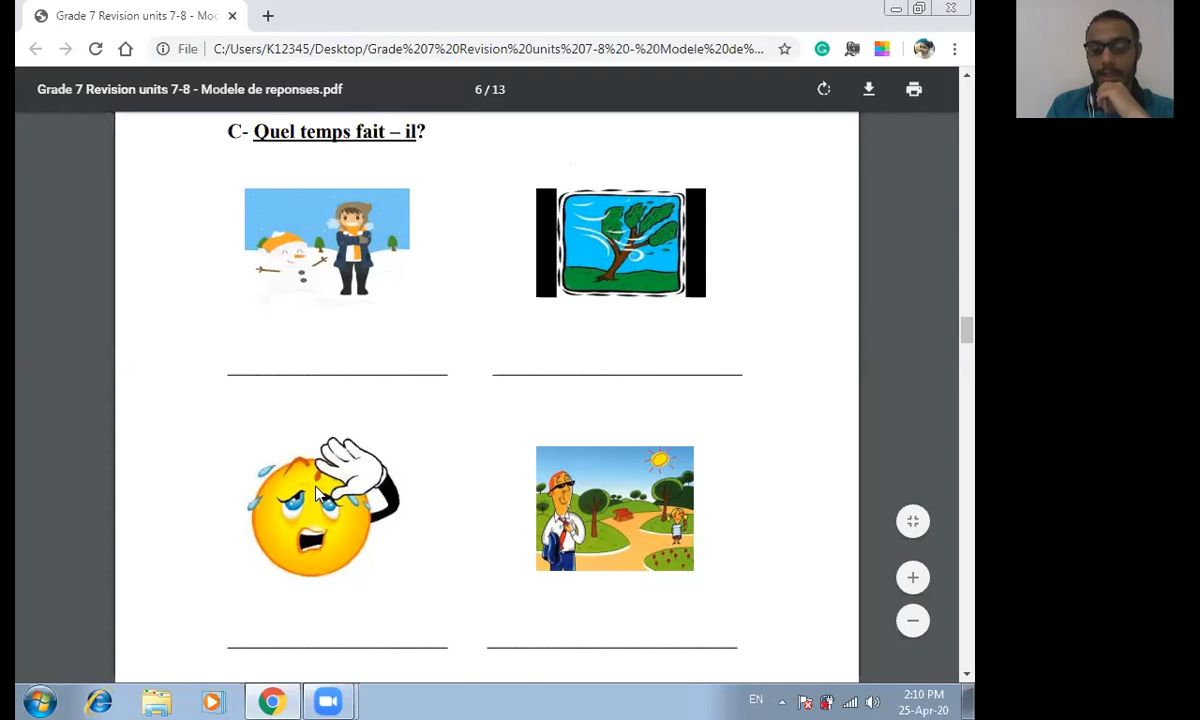 Grade 7 Revision units 7-8 - Moc
File
C:/Users/K12345/Desktop/Grade%207%20Revision%20units%207-8%20-%20Modele%20de%...
Grade 7 Revision units 7-8 - Modele de reponses.pdf
6 / 13
C- Quel temps fait – il?
EN
2:10 PM
25-Apr-20